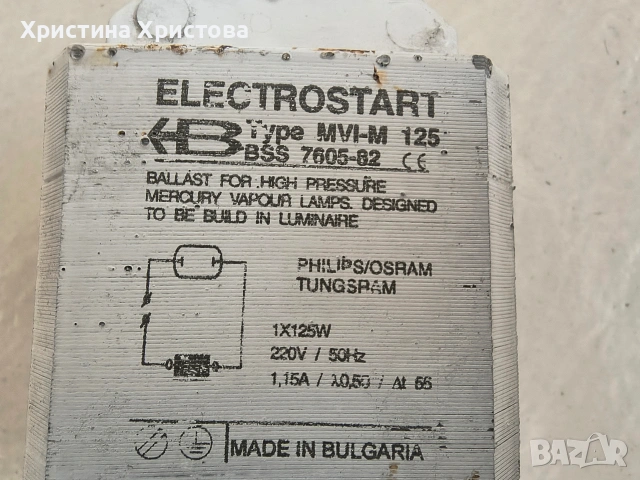 Христина Христова
ELECTROSTART
Type MVI-M 125
BSS 7605-82 CE
BALLAST FOR HIGH PRESSURE
MERCURY VAPOUR LAMPS. DESIGNED
TO BE BUILD IN LUMINAIRE
PHILIPS/OSRAM
TUNGSRAM
1X125W
220V / 50Hz
1,15A / λ0,50 / Δt 55
MADE IN BULGARIA
BAZAR